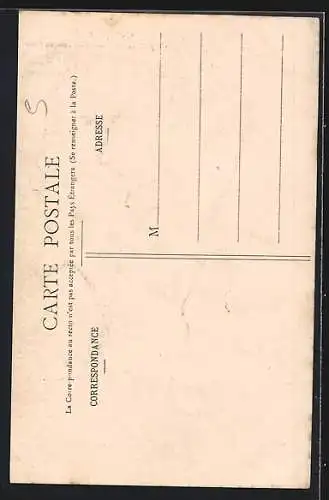 CARTE POSTALE
La Correspondance au recto n'est pas acceptée par tous les Pays Étrangers (Se renseigner à la Poste.)
CORRESPONDANCE
ADRESSE
M